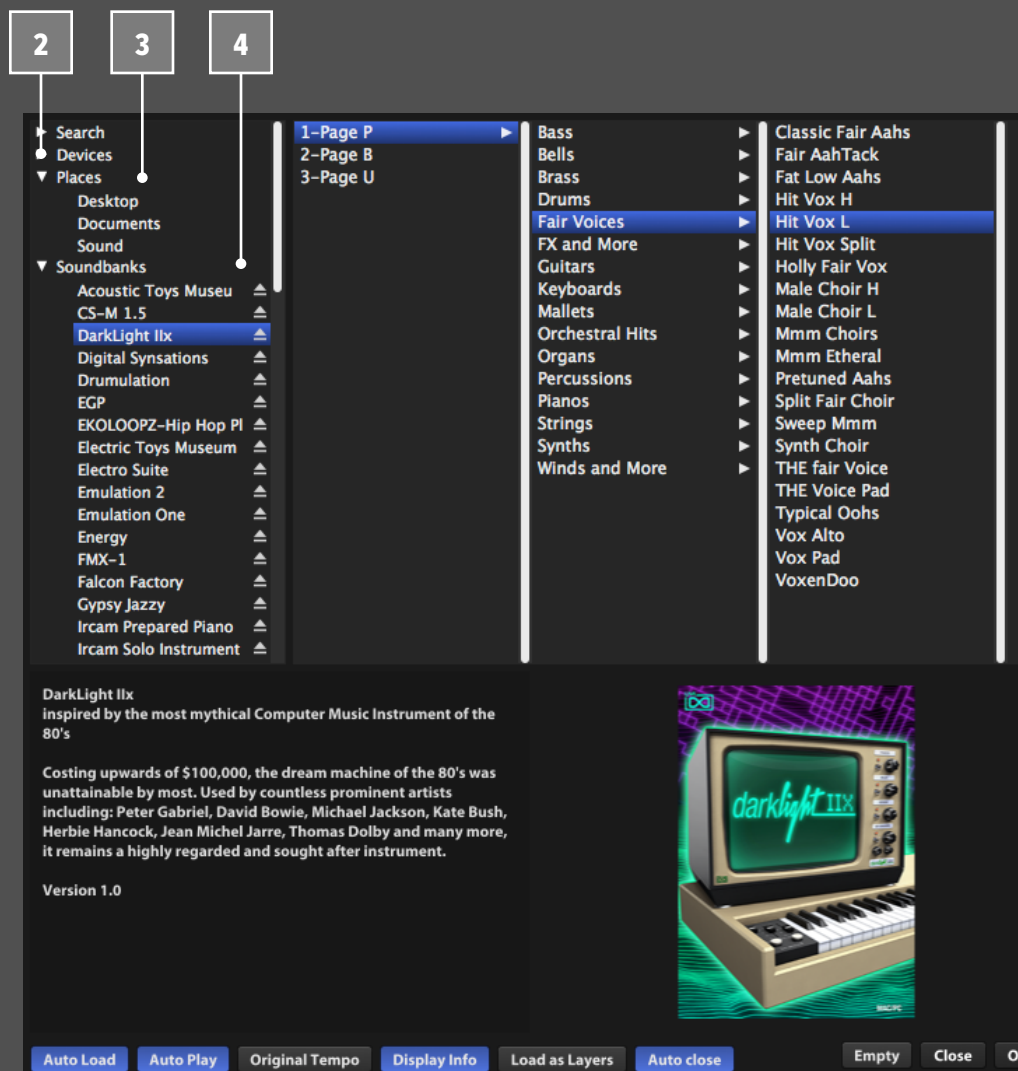 2
3
4
Search
Devices
Places
Desktop
Documents
Sound
Soundbanks
Acoustic Toys Museu
CS-M 1.5
DarkLight IIx
Digital Synsations
Drumulation
EGP
EKOLOOPZ-Hip Hop Pl
Electric Toys Museum
Electro Suite
Emulation 2
Emulation One
Energy
FMX-1
Falcon Factory
Gypsy Jazzy
Ircam Prepared Piano
Ircam Solo Instrument
1-Page P
2-Page B
3-Page U
Bass
Bells
Brass
Drums
Fair Voices
FX and More
Guitars
Keyboards
Mallets
Orchestral Hits
Organs
Percussions
Pianos
Strings
Synths
Winds and More
Classic Fair Aahs
Fair AahTack
Fat Low Aahs
Hit Vox H
Hit Vox L
Hit Vox Split
Holly Fair Vox
Male Choir H
Male Choir L
Mmm Choirs
Mmm Etheral
Pretuned Aahs
Split Fair Choir
Sweep Mmm
Synth Choir
THE fair Voice
THE Voice Pad
Typical Oohs
Vox Alto
Vox Pad
VoxenDoo
DarkLight IIx
inspired by the most mythical Computer Music Instrument of the
80's
Costing upwards of $100,000, the dream machine of the 80's was
unattainable by most. Used by countless prominent artists
including: Peter Gabriel, David Bowie, Michael Jackson, Kate Bush,
Herbie Hancock, Jean Michel Jarre, Thomas Dolby and many more,
it remains a highly regarded and sought after instrument.
Version 1.0
darklight IIX
MAC/PC
Auto Load
Auto Play
Original Tempo
Display Info
Load as Layers
Auto close
Empty
Close